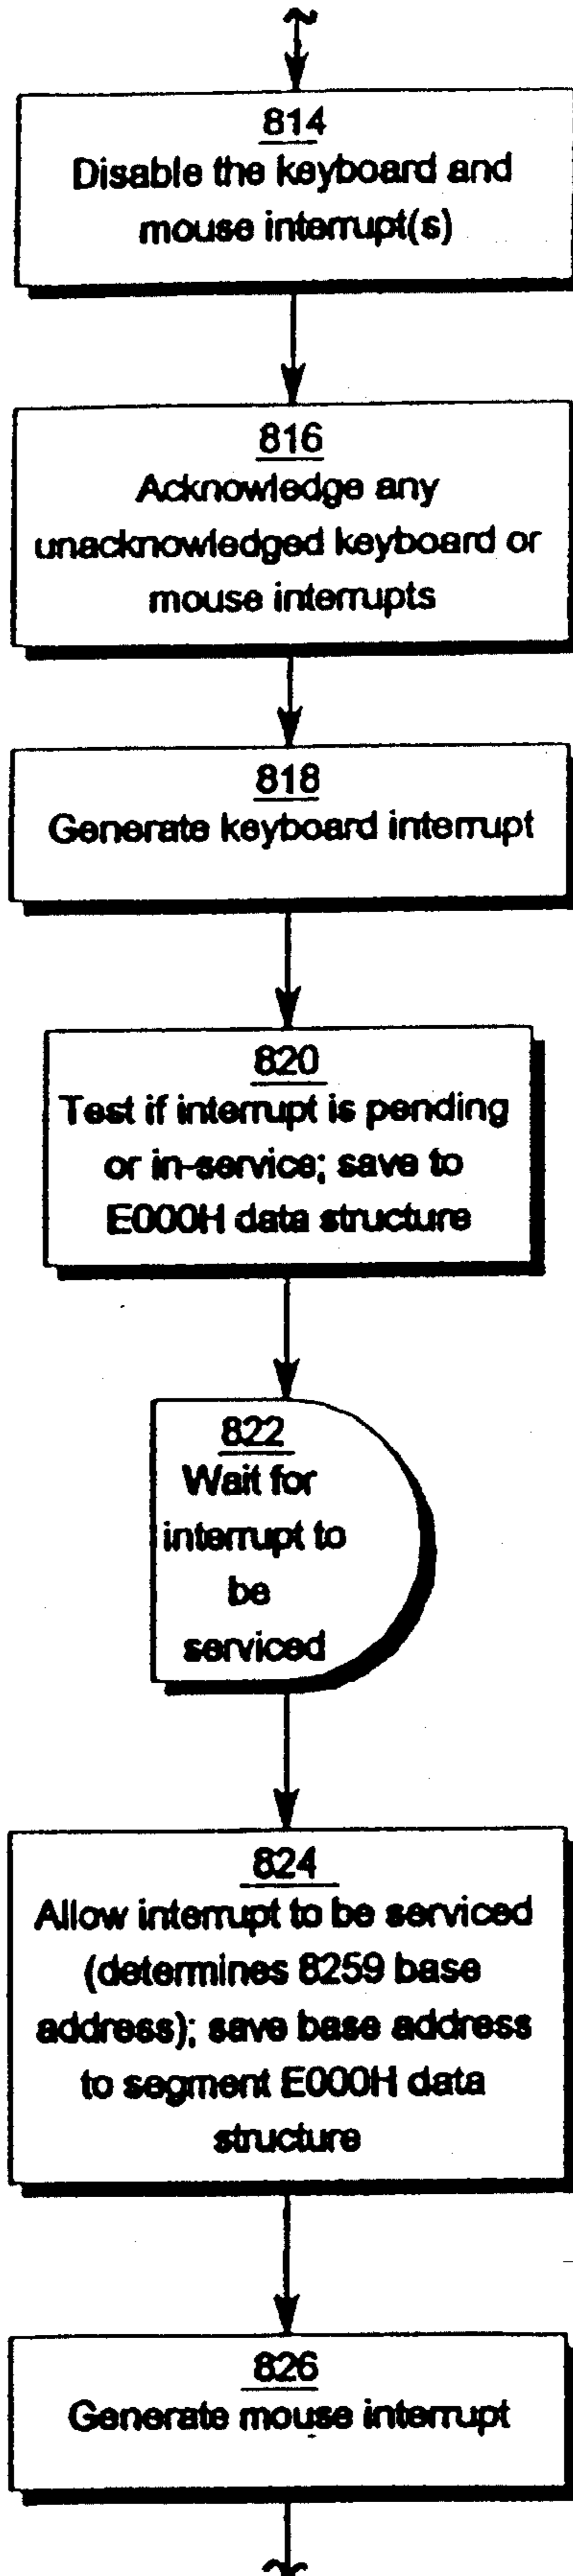 814
Disable the keyboard and
mouse interrupt(s)
816
Acknowledge any
unacknowledged keyboard or
mouse interrupts
818
Generate keyboard interrupt
820
Test if interrupt is pending
or in-service; save to
E000H data structure
822
Wait for
interrupt to
be
serviced
824
Allow interrupt to be serviced
(determines 8259 base
address); save base address
to segment E000H data
structure
826
Generate mouse interrupt